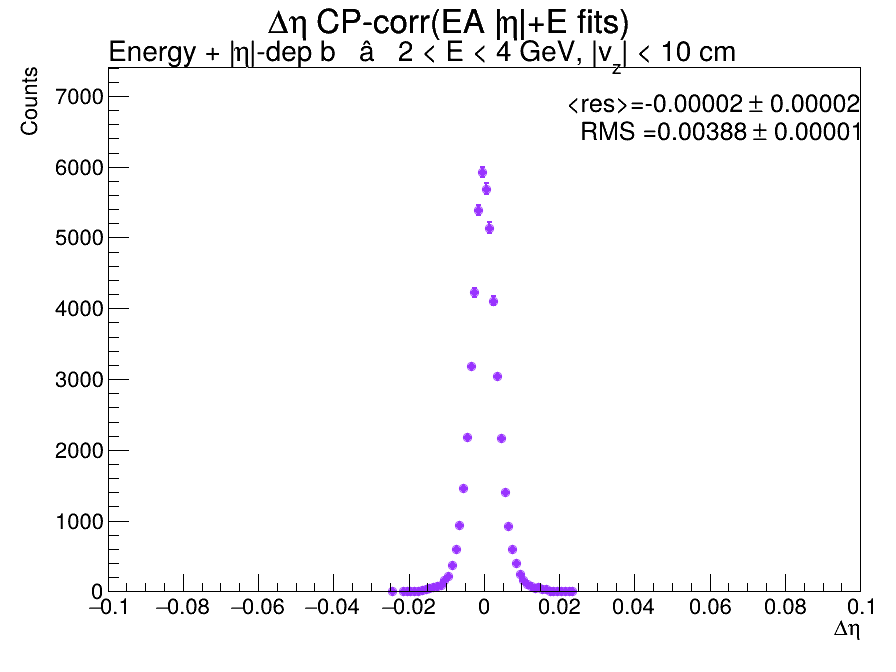 Δη CP-corr(EA |η|+E fits)
Energy + |η|-dep b â 2 < E < 4 GeV, |v_z| < 10 cm
Counts
<res>=-0.00002 ± 0.00002
RMS =0.00388 ± 0.00001
7000
6000
5000
4000
3000
2000
1000
0
−0.1 −0.08 −0.06 −0.04 −0.02 0 0.02 0.04 0.06 0.08 0.1
Δη